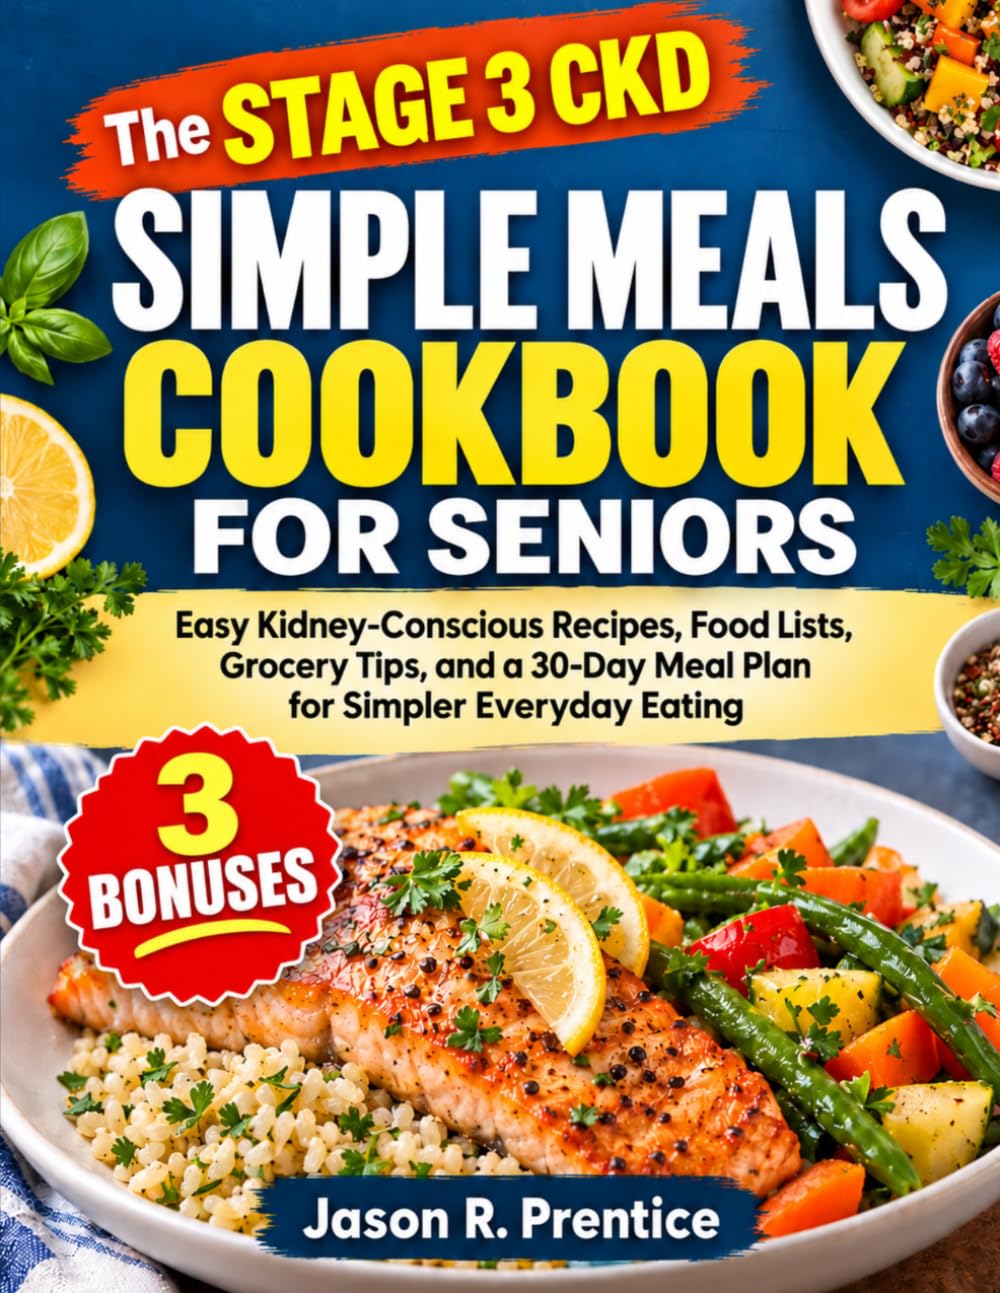 The STAGE 3 CKD
SIMPLE MEALS
COOKBOOK
FOR SENIORS
Easy Kidney-Conscious Recipes, Food Lists,
Grocery Tips, and a 30-Day Meal Plan
for Simpler Everyday Eating
3
BONUSES
Jason R. Prentice